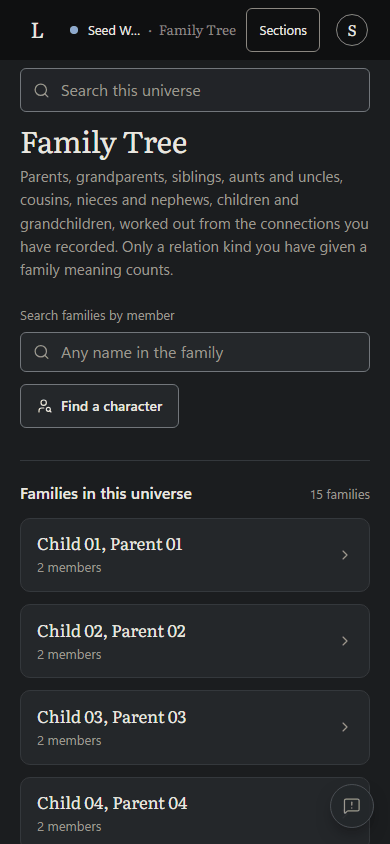 L
Seed W... · Family Tree
Sections
S
Search this universe
Family Tree
Parents, grandparents, siblings, aunts and uncles,
cousins, nieces and nephews, children and
grandchildren, worked out from the connections you
have recorded. Only a relation kind you have given a
family meaning counts.
Search families by member
Any name in the family
Find a character
Families in this universe
15 families
Child 01, Parent 01
2 members
Child 02, Parent 02
2 members
Child 03, Parent 03
2 members
Child 04, Parent 04
2 members